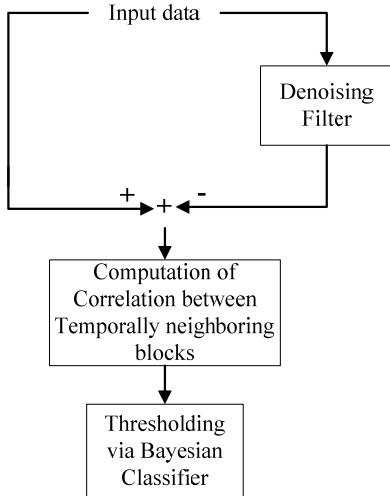 Input data
Denoising
Filter
+ + -
Computation of
Correlation between
Temporally neighboring
blocks
Thresholding
via Bayesian
Classifier